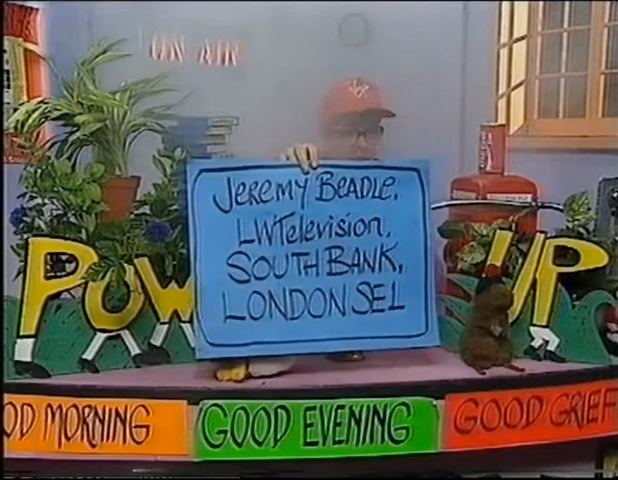 ON AIR
Jeremy Beadle,
LWTelevision,
SOUTH BANK,
LONDON SE1
POW UP
OD MORNING
GOOD EVENING
GOOD GRIEF